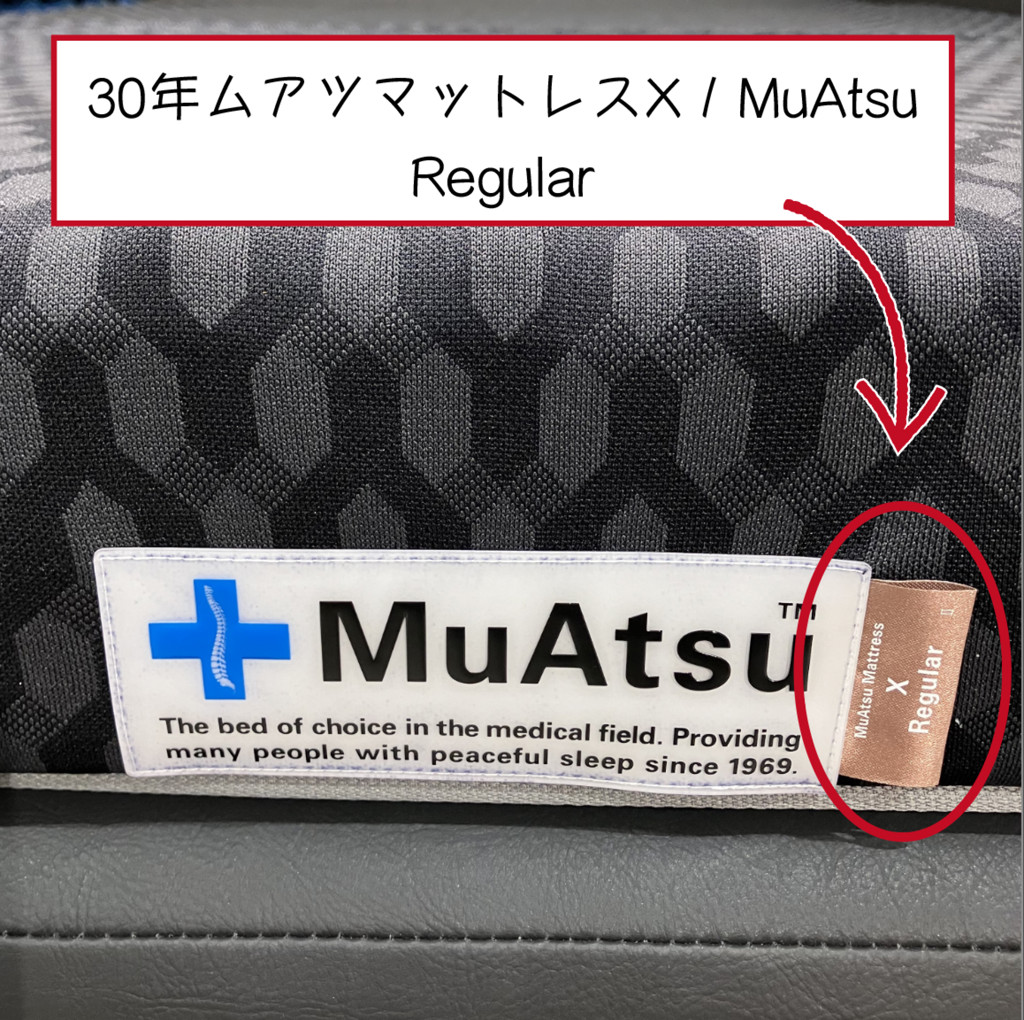 30年ムアツマットレスX / MuAtsu
Regular
MuAtsu™
The bed of choice in the medical field. Providing
many people with peaceful sleep since 1969.
MuAtsu Mattress
X
Regular